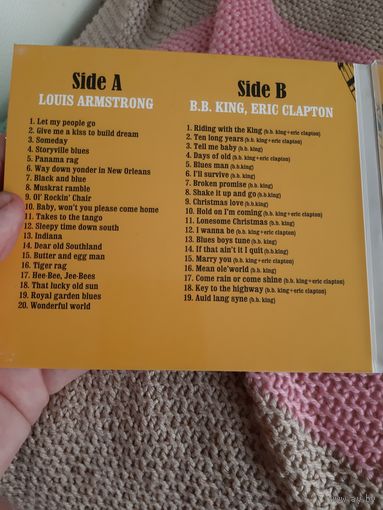 Side A
LOUIS ARMSTRONG
1. Let my people go
2. Give me a kiss to build dream
3. Someday
4. Storyville blues
5. Panama rag
6. Way down yonder in New Orleans
7. Black and blue
8. Muskrat ramble
9. Ol' Rockin' Chair
10. Baby, won't you please come home
11. Takes to the tango
12. Sleepy time down south
13. Indiana
14. Dear old Southland
15. Butter and egg man
16. Tiger rag
17. Hee-Bee, Jee-Bees
18. That lucky old sun
19. Royal garden blues
20. Wonderful world
Side B
B.B. KING, ERIC CLAPTON
1. Riding with the King (b.b. king+eric clapton)
2. Ten long years (b.b. king+eric clapton)
3. Tell me baby (b.b. king)
4. Days of old (b.b. king+eric clapton)
5. Blues man (b.b. king)
6. I'll survive (b.b. king)
7. Broken promise (b.b. king)
8. Shake it up and go (b.b. king)
9. Christmas love (b.b. king)
10. Hold on I'm coming (b.b. king+eric clapton)
11. Lonesome Christmas (b.b. king)
12. I wanna be (b.b. king+eric clapton)
13. Blues boys tune (b.b. king)
14. If that ain't it I quit (b.b. king)
15. Marry you (b.b. king+eric clapton)
16. Mean ole'world (b.b. king)
17. Come rain or come shine (b.b. king+eric clapton)
18. Key to the highway (b.b. king+eric clapton)
19. Auld lang syne (b.b. king)
www.ay.by